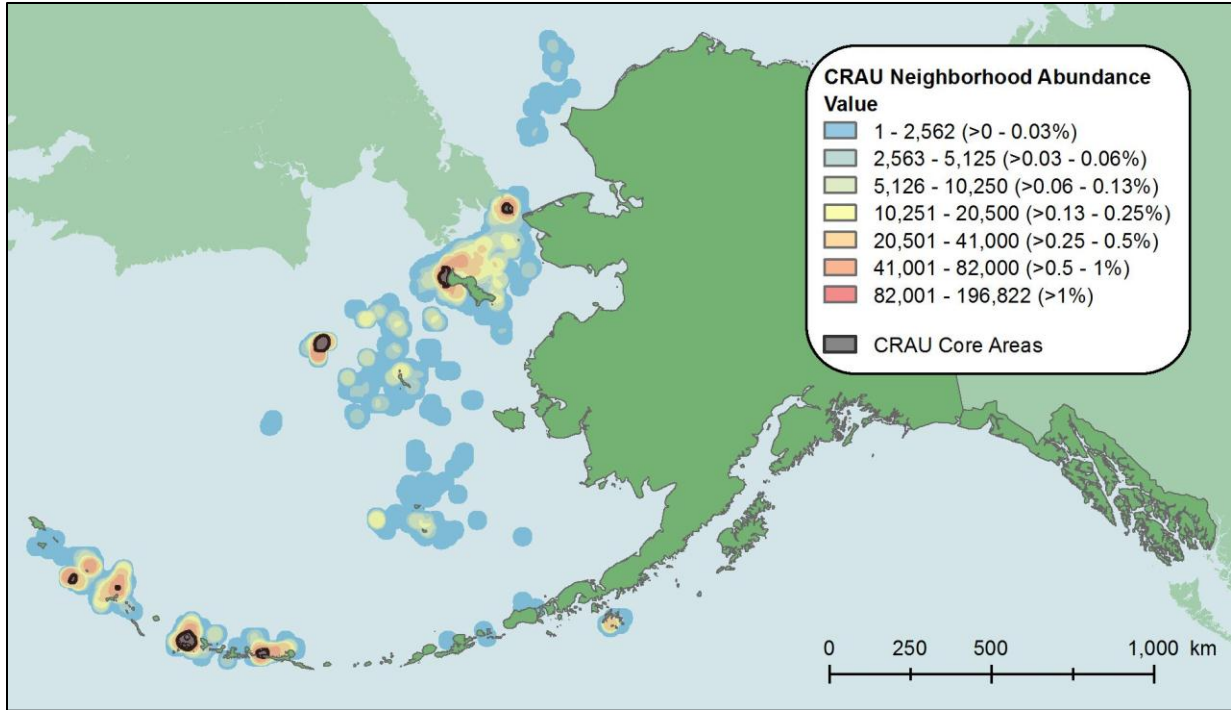 CRAU Neighborhood Abundance
Value
1 - 2,562 (>0 - 0.03%)
2,563 - 5,125 (>0.03 - 0.06%)
5,126 - 10,250 (>0.06 - 0.13%)
10,251 - 20,500 (>0.13 - 0.25%)
20,501 - 41,000 (>0.25 - 0.5%)
41,001 - 82,000 (>0.5 - 1%)
82,001 - 196,822 (>1%)
CRAU Core Areas
0 250 500 1,000 km